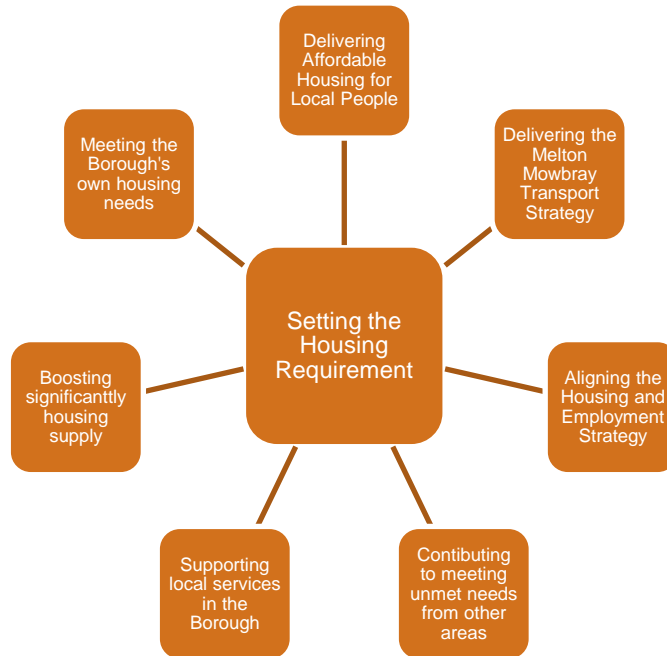 Delivering
Affordable
Housing for
Local People
Meeting the
Borough's
own housing
needs
Delivering the
Melton
Mowbray
Transport
Strategy
Setting the
Housing
Requirement
Boosting
significanttly
housing
supply
Aligning the
Housing and
Employment
Strategy
Supporting
local services
in the
Borough
Contibuting
to meeting
unmet needs
from other
areas